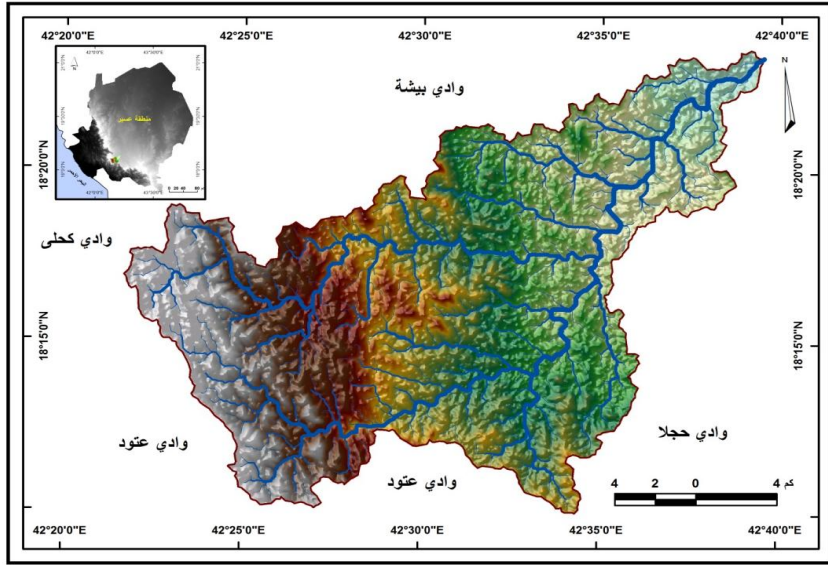 42°20'0"E 42°25'0"E 42°30'0"E 42°35'0"E 42°40'0"E
وادي بيشة
N
منطقة عسير
18°20'0"N 18°20'0"N
وادي كحلى
18°15'0"N 18°15'0"N
وادي عتود
وادي عتود
وادي حجلا
4 2 0 4 كم
42°20'0"E 42°25'0"E 42°30'0"E 42°35'0"E 42°40'0"E